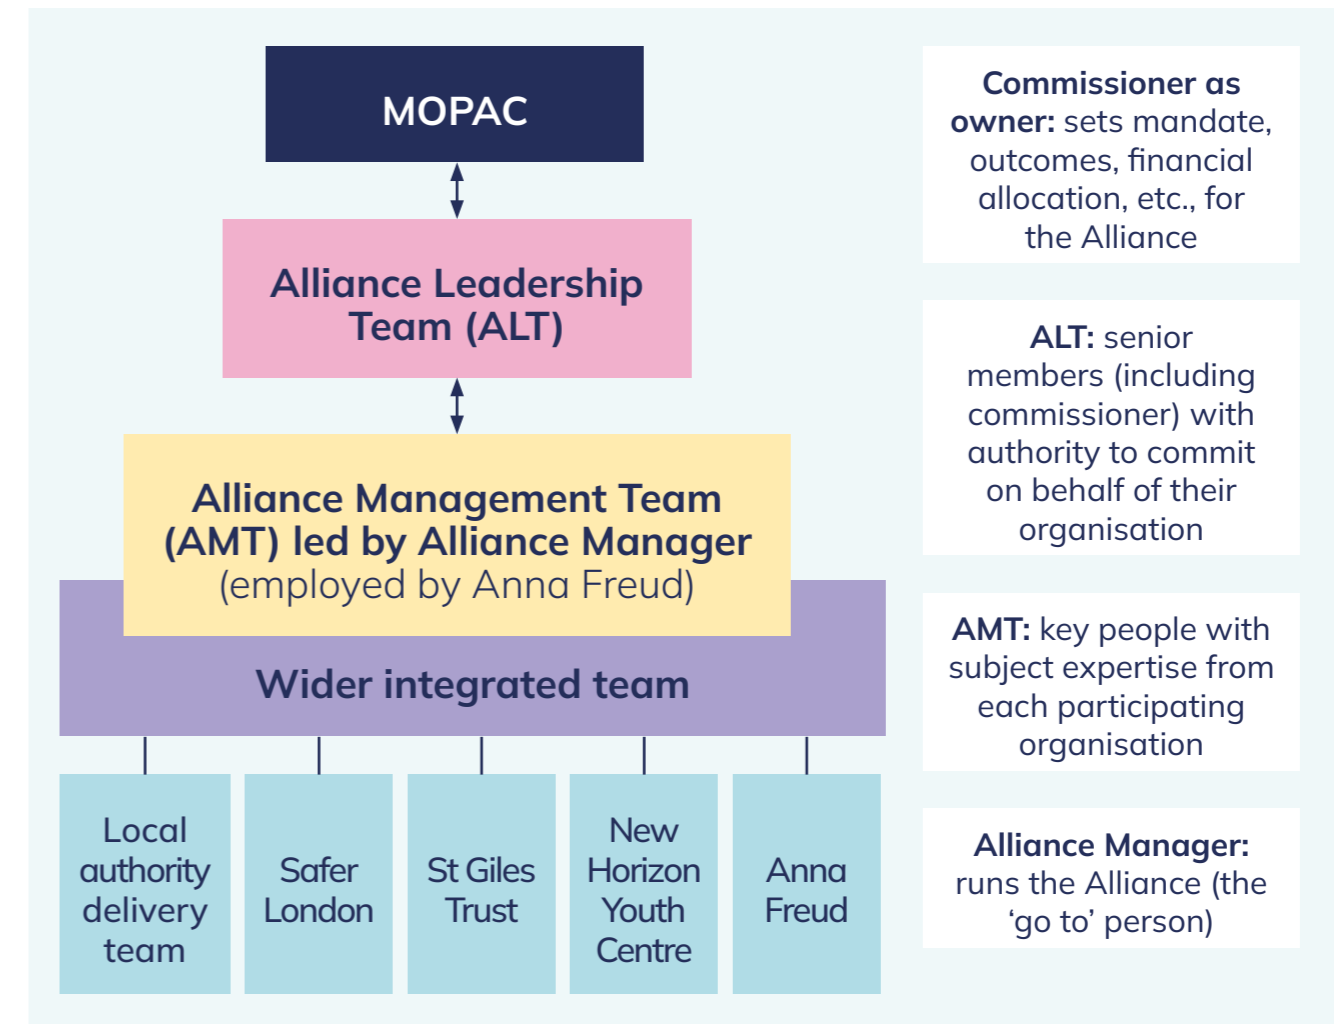 MOPAC
Alliance Leadership
Team (ALT)
Alliance Management Team
(AMT) led by Alliance Manager
(employed by Anna Freud)
Wider integrated team
Local
authority
delivery
team
Safer
London
St Giles
Trust
New
Horizon
Youth
Centre
Anna
Freud
Commissioner as
owner: sets mandate,
outcomes, financial
allocation, etc., for
the Alliance
ALT: senior
members (including
commissioner) with
authority to commit
on behalf of their
organisation
AMT: key people with
subject expertise from
each participating
organisation
Alliance Manager:
runs the Alliance (the
‘go to’ person)